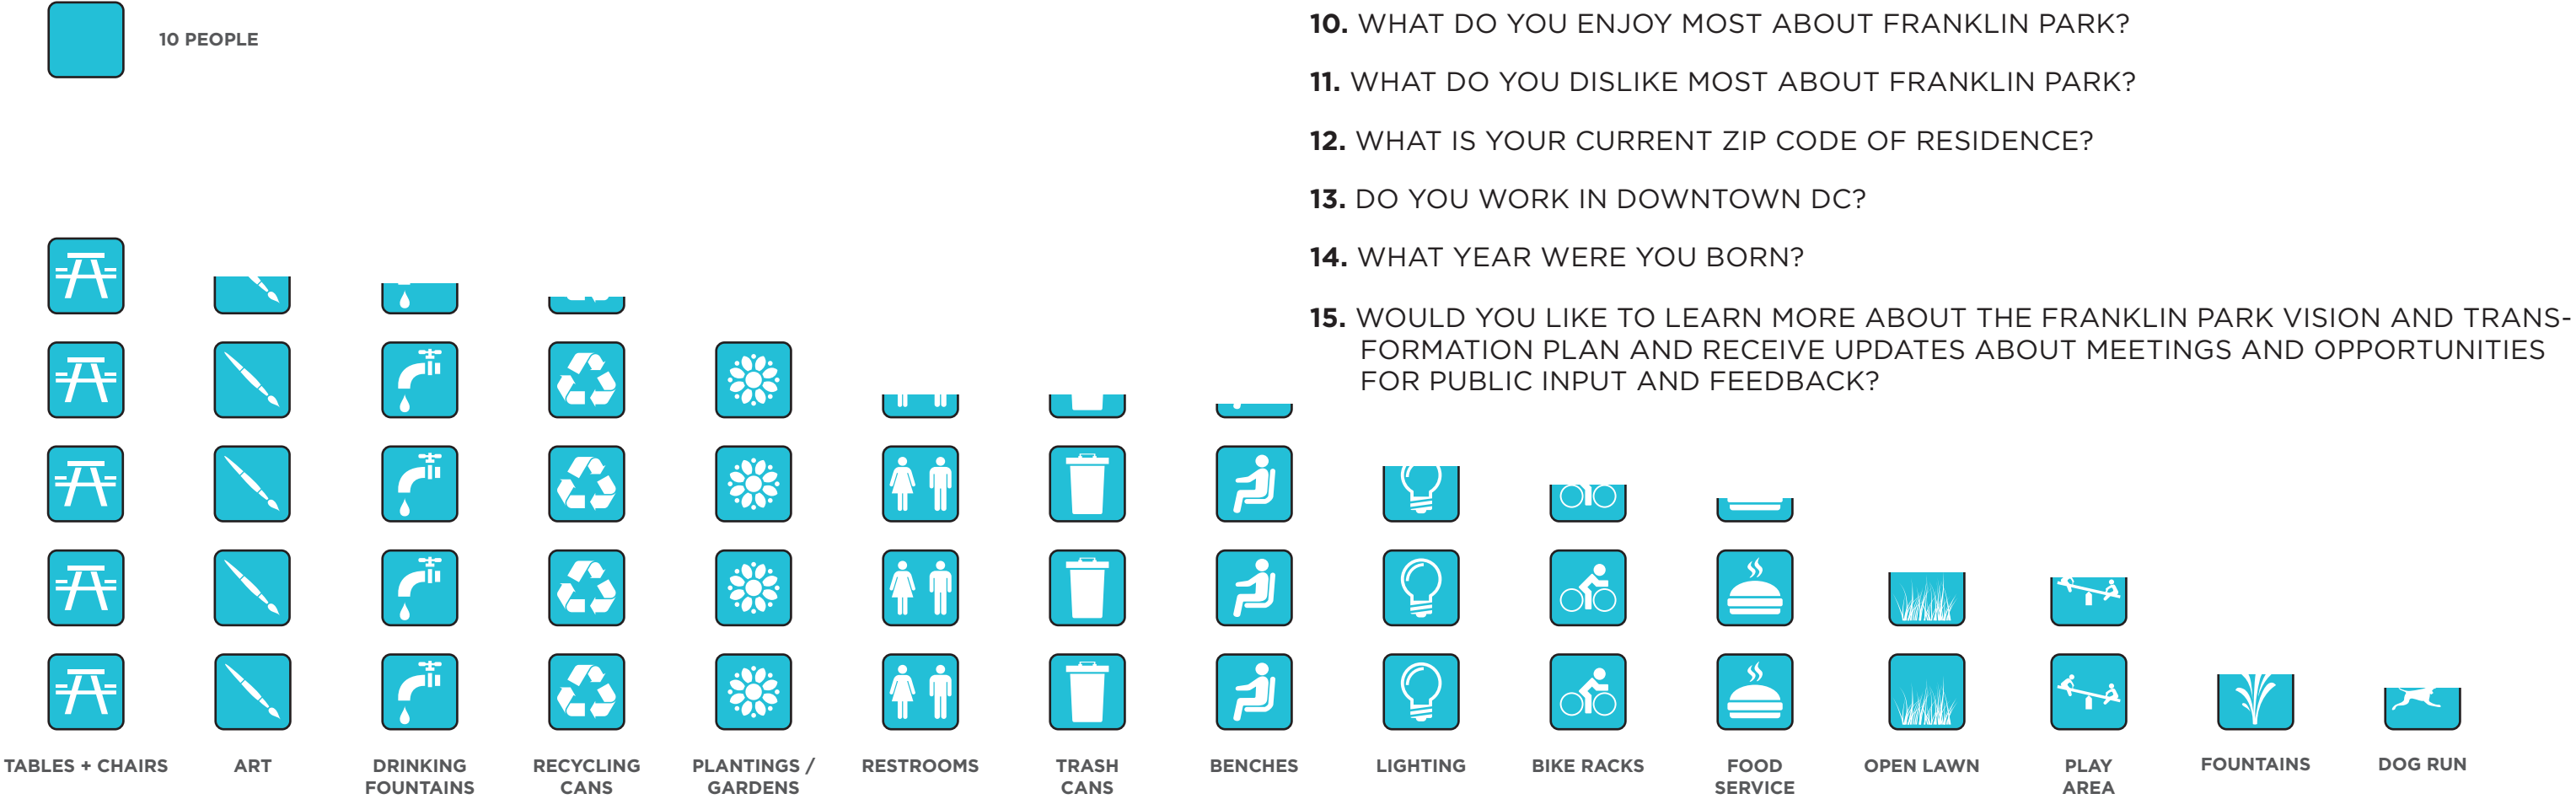 10 PEOPLE
10. WHAT DO YOU ENJOY MOST ABOUT FRANKLIN PARK?
11. WHAT DO YOU DISLIKE MOST ABOUT FRANKLIN PARK?
12. WHAT IS YOUR CURRENT ZIP CODE OF RESIDENCE?
13. DO YOU WORK IN DOWNTOWN DC?
14. WHAT YEAR WERE YOU BORN?
15. WOULD YOU LIKE TO LEARN MORE ABOUT THE FRANKLIN PARK VISION AND TRANS-
FORMATION PLAN AND RECEIVE UPDATES ABOUT MEETINGS AND OPPORTUNITIES
FOR PUBLIC INPUT AND FEEDBACK?
TABLES + CHAIRS
ART
DRINKING
FOUNTAINS
RECYCLING
CANS
PLANTINGS /
GARDENS
RESTROOMS
TRASH
CANS
BENCHES
LIGHTING
BIKE RACKS
FOOD
SERVICE
OPEN LAWN
PLAY
AREA
FOUNTAINS
DOG RUN